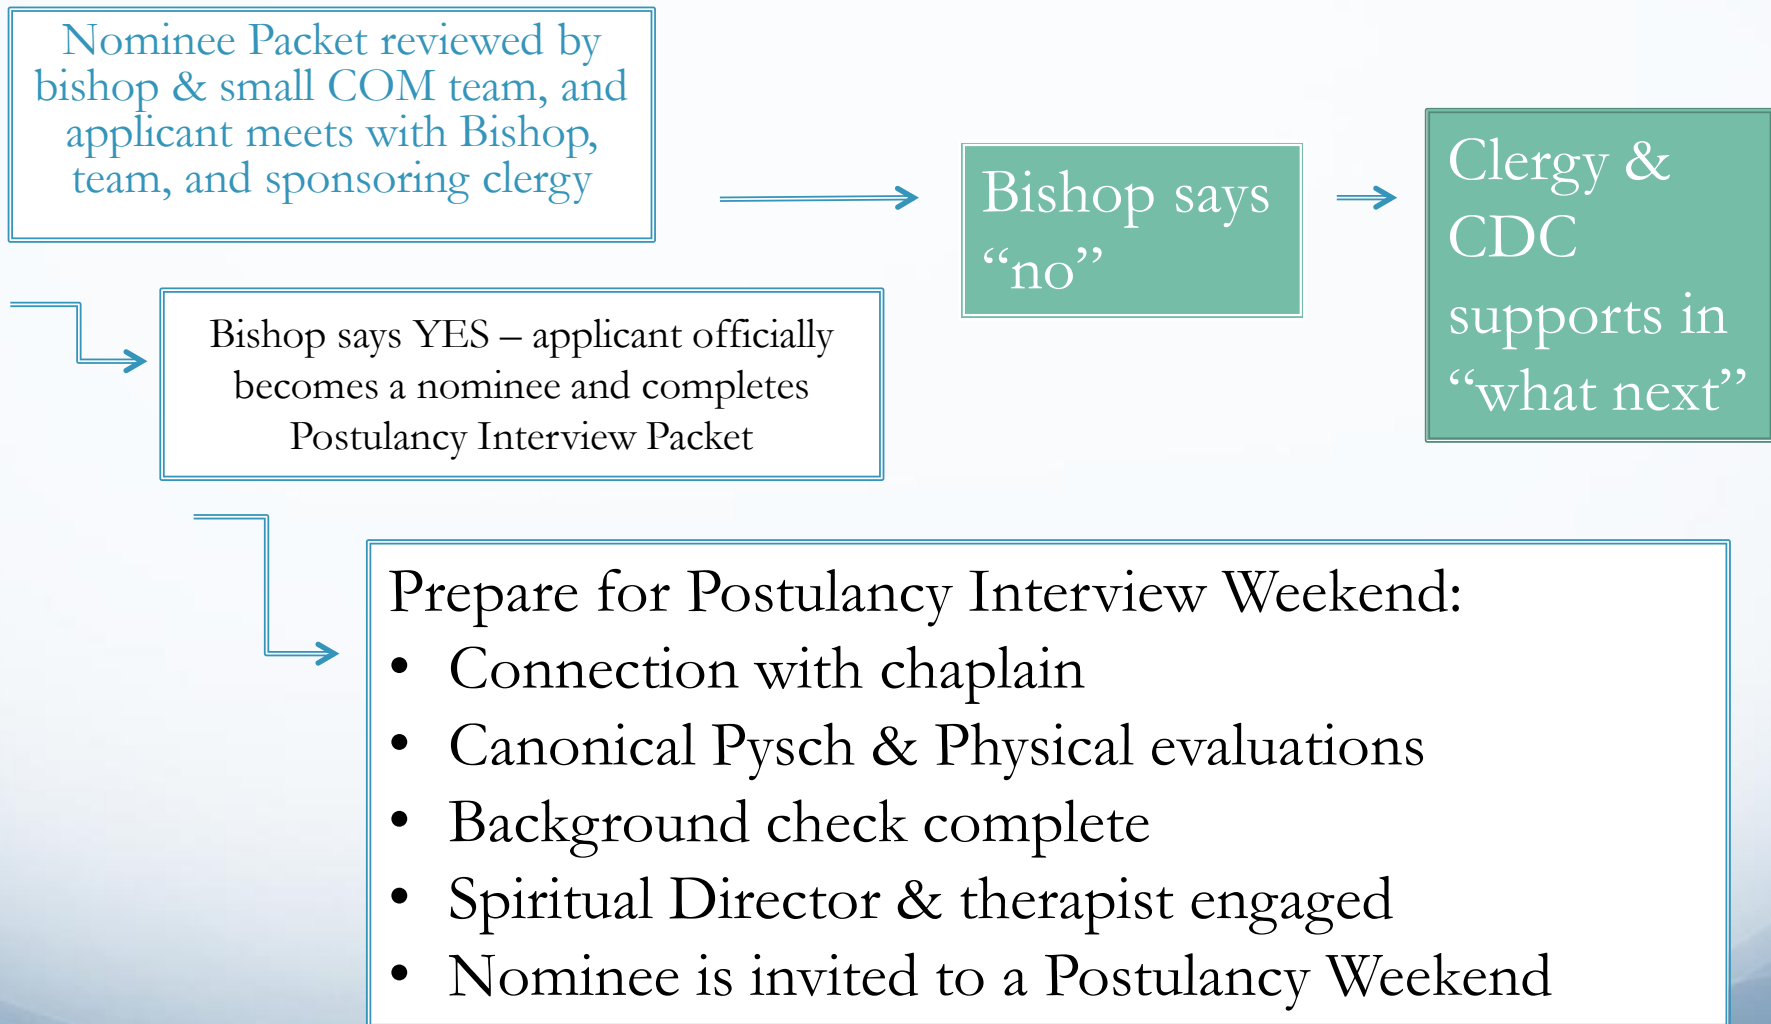 Nominee Packet reviewed by
bishop & small COM team, and
applicant meets with Bishop,
team, and sponsoring clergy
Bishop says
“no”
Clergy &
CDC
supports in
“what next”
Bishop says YES – applicant officially
becomes a nominee and completes
Postulancy Interview Packet
Prepare for Postulancy Interview Weekend:
• Connection with chaplain
• Canonical Pysch & Physical evaluations
• Background check complete
• Spiritual Director & therapist engaged
• Nominee is invited to a Postulancy Weekend